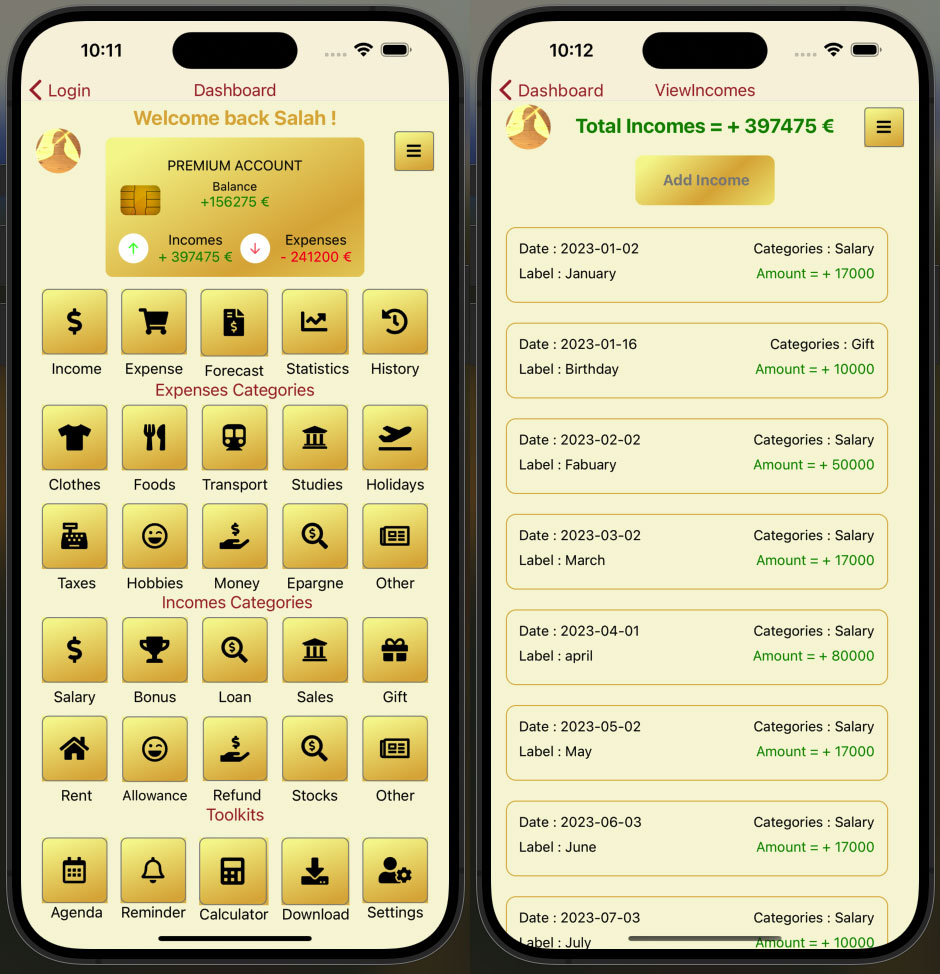 10:11
Login
Dashboard
Welcome back Salah !
PREMIUM ACCOUNT
Balance
+156275 €
Incomes
+ 397475 €
Expenses
- 241200 €
Income Expense Forecast Statistics History
Expenses Categories
Clothes Foods Transport Studies Holidays
Taxes Hobbies Money Epargne Other
Incomes Categories
Salary Bonus Loan Sales Gift
Rent Allowance Refund Stocks Other
Toolkits
Agenda Reminder Calculator Download Settings
10:12
Dashboard
ViewIncomes
Total Incomes = + 397475 €
Add Income
Date : 2023-01-02 Categories : Salary
Label : January Amount = + 17000
Date : 2023-01-16 Categories : Gift
Label : Birthday Amount = + 10000
Date : 2023-02-02 Categories : Salary
Label : Fabuary Amount = + 50000
Date : 2023-03-02 Categories : Salary
Label : March Amount = + 17000
Date : 2023-04-01 Categories : Salary
Label : april Amount = + 80000
Date : 2023-05-02 Categories : Salary
Label : May Amount = + 17000
Date : 2023-06-03 Categories : Salary
Label : June Amount = + 17000
Date : 2023-07-03 Categories : Salary
Label : July Amount = + 10000